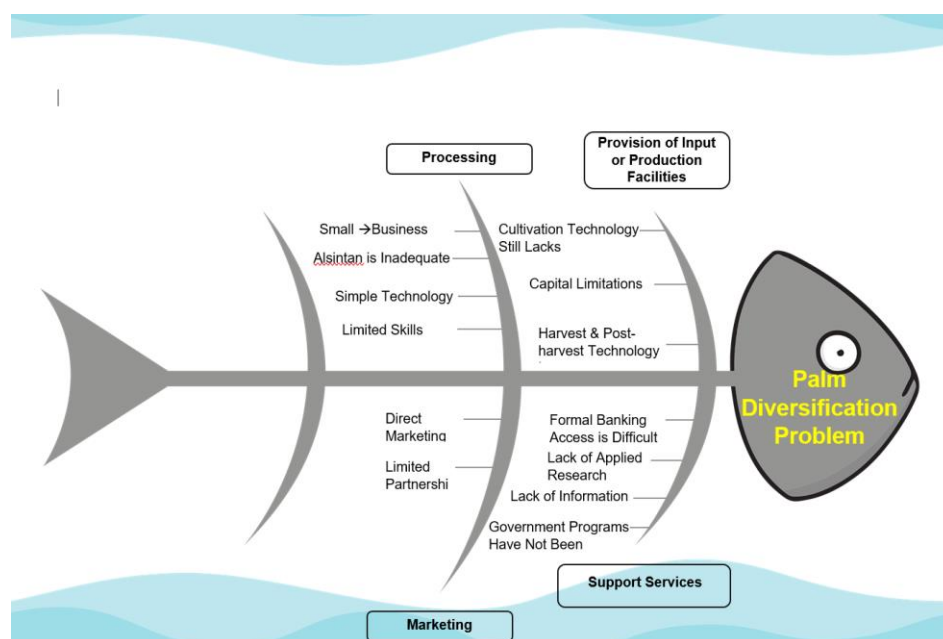 Processing
Provision of Input
or Production
Facilities
Small →Business
Alsintan is Inadequate
Simple Technology
Limited Skills
Cultivation Technology
Still Lacks
Capital Limitations
Harvest & Post-
harvest Technology
Palm
Diversification
Problem
Direct
Marketing
Limited
Partnershi
Formal Banking
Access is Difficult
Lack of Applied
Research
Lack of Information
Government Programs
Have Not Been
Support Services
Marketing